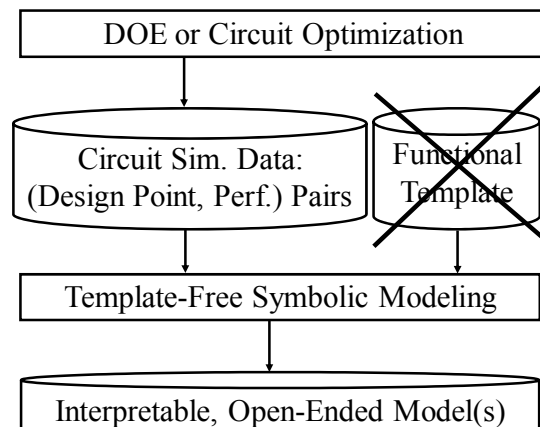 DOE or Circuit Optimization
Circuit Sim. Data:
(Design Point, Perf.) Pairs
Functional
Template
Template-Free Symbolic Modeling
Interpretable, Open-Ended Model(s)